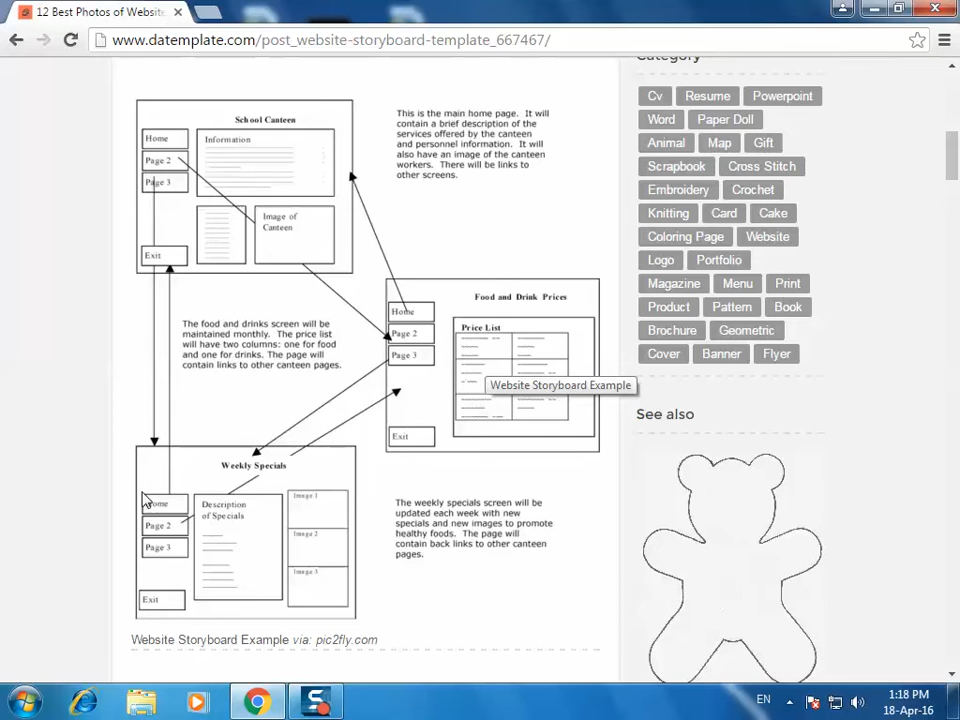 12 Best Photos of Website
www.datemplate.com/post_website-storyboard-template_667467/
School Canteen
Home
Page 2
Page 3
Exit
Information
Image of
Canteen
This is the main home page. It will
contain a brief description of the
services offered by the canteen
and personnel information. It will
also have an image of the canteen
workers. There will be links to
other screens.
Food and Drink Prices
Home
Page 2
Page 3
Exit
Price List
Website Storyboard Example
The food and drinks screen will be
maintained monthly. The price list
will have two columns: one for food
and one for drinks. The page will
contain links to other canteen pages.
Weekly Specials
Home
Page 2
Page 3
Exit
Description
of Specials
Image 1
Image 2
Image 3
The weekly specials screen will be
updated each week with new
specials and new images to promote
healthy foods. The page will
contain back links to other canteen
pages.
Website Storyboard Example via: pic2fly.com
Category
Cv Resume Powerpoint
Word Paper Doll
Animal Map Gift
Scrapbook Cross Stitch
Embroidery Crochet
Knitting Card Cake
Coloring Page Website
Logo Portfolio
Magazine Menu Print
Product Pattern Book
Brochure Geometric
Cover Banner Flyer
See also
EN
1:18 PM
18-Apr-16